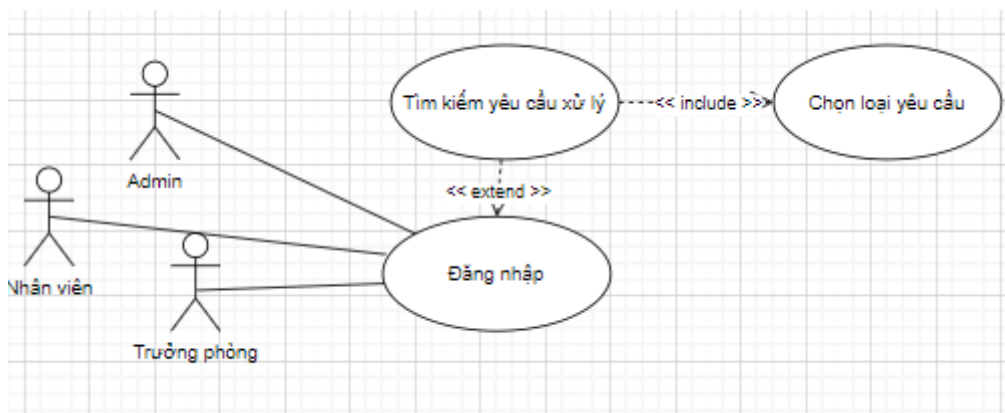 Tìm kiếm yêu cầu xử lý
<< include >>
Chọn loại yêu cầu
Admin
<< extend >>
Nhân viên
Đăng nhập
Trưởng phòng